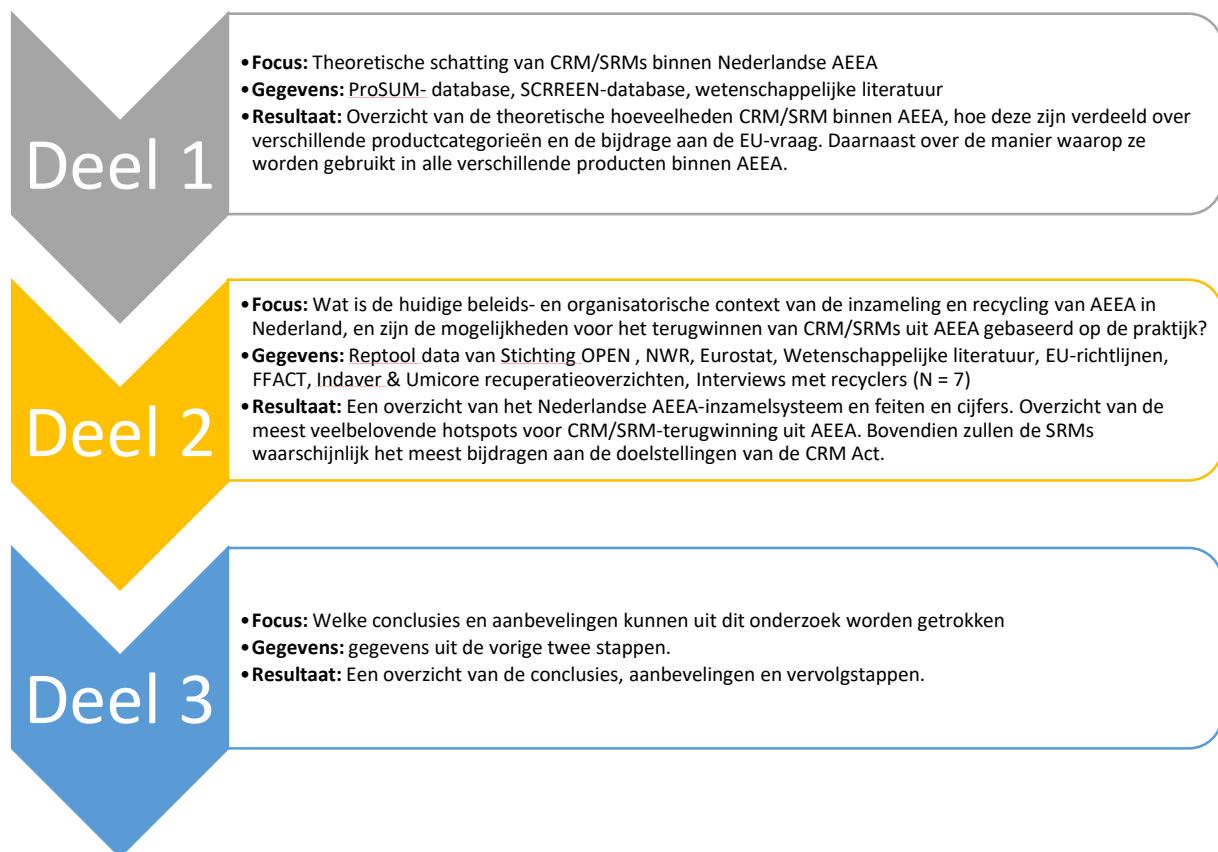 Deel 1
•Focus: Theoretische schatting van CRM/SRMs binnen Nederlandse AEEA
•Gegevens: ProSUM- database, SCRREEN-database, wetenschappelijke literatuur
•Resultaat: Overzicht van de theoretische hoeveelheden CRM/SRM binnen AEEA, hoe deze zijn verdeeld over
verschillende productcategorieën en de bijdrage aan de EU-vraag. Daarnaast over de manier waarop ze
worden gebruikt in alle verschillende producten binnen AEEA.
Deel 2
•Focus: Wat is de huidige beleids- en organisatorische context van de inzameling en recycling van AEEA in
Nederland, en zijn de mogelijkheden voor het terugwinnen van CRM/SRMs uit AEEA gebaseerd op de praktijk?
•Gegevens: Reptool data van Stichting OPEN , NWR, Eurostat, Wetenschappelijke literatuur, EU-richtlijnen,
FFACT, Indaver & Umicore recuperatieoverzichten, Interviews met recyclers (N = 7)
•Resultaat: Een overzicht van het Nederlandse AEEA-inzamelsysteem en feiten en cijfers. Overzicht van de
meest veelbelovende hotspots voor CRM/SRM-terugwinning uit AEEA. Bovendien zullen de SRMs
waarschijnlijk het meest bijdragen aan de doelstellingen van de CRM Act.
Deel 3
•Focus: Welke conclusies en aanbevelingen kunnen uit dit onderzoek worden getrokken
•Gegevens: gegevens uit de vorige twee stappen.
•Resultaat: Een overzicht van de conclusies, aanbevelingen en vervolgstappen.